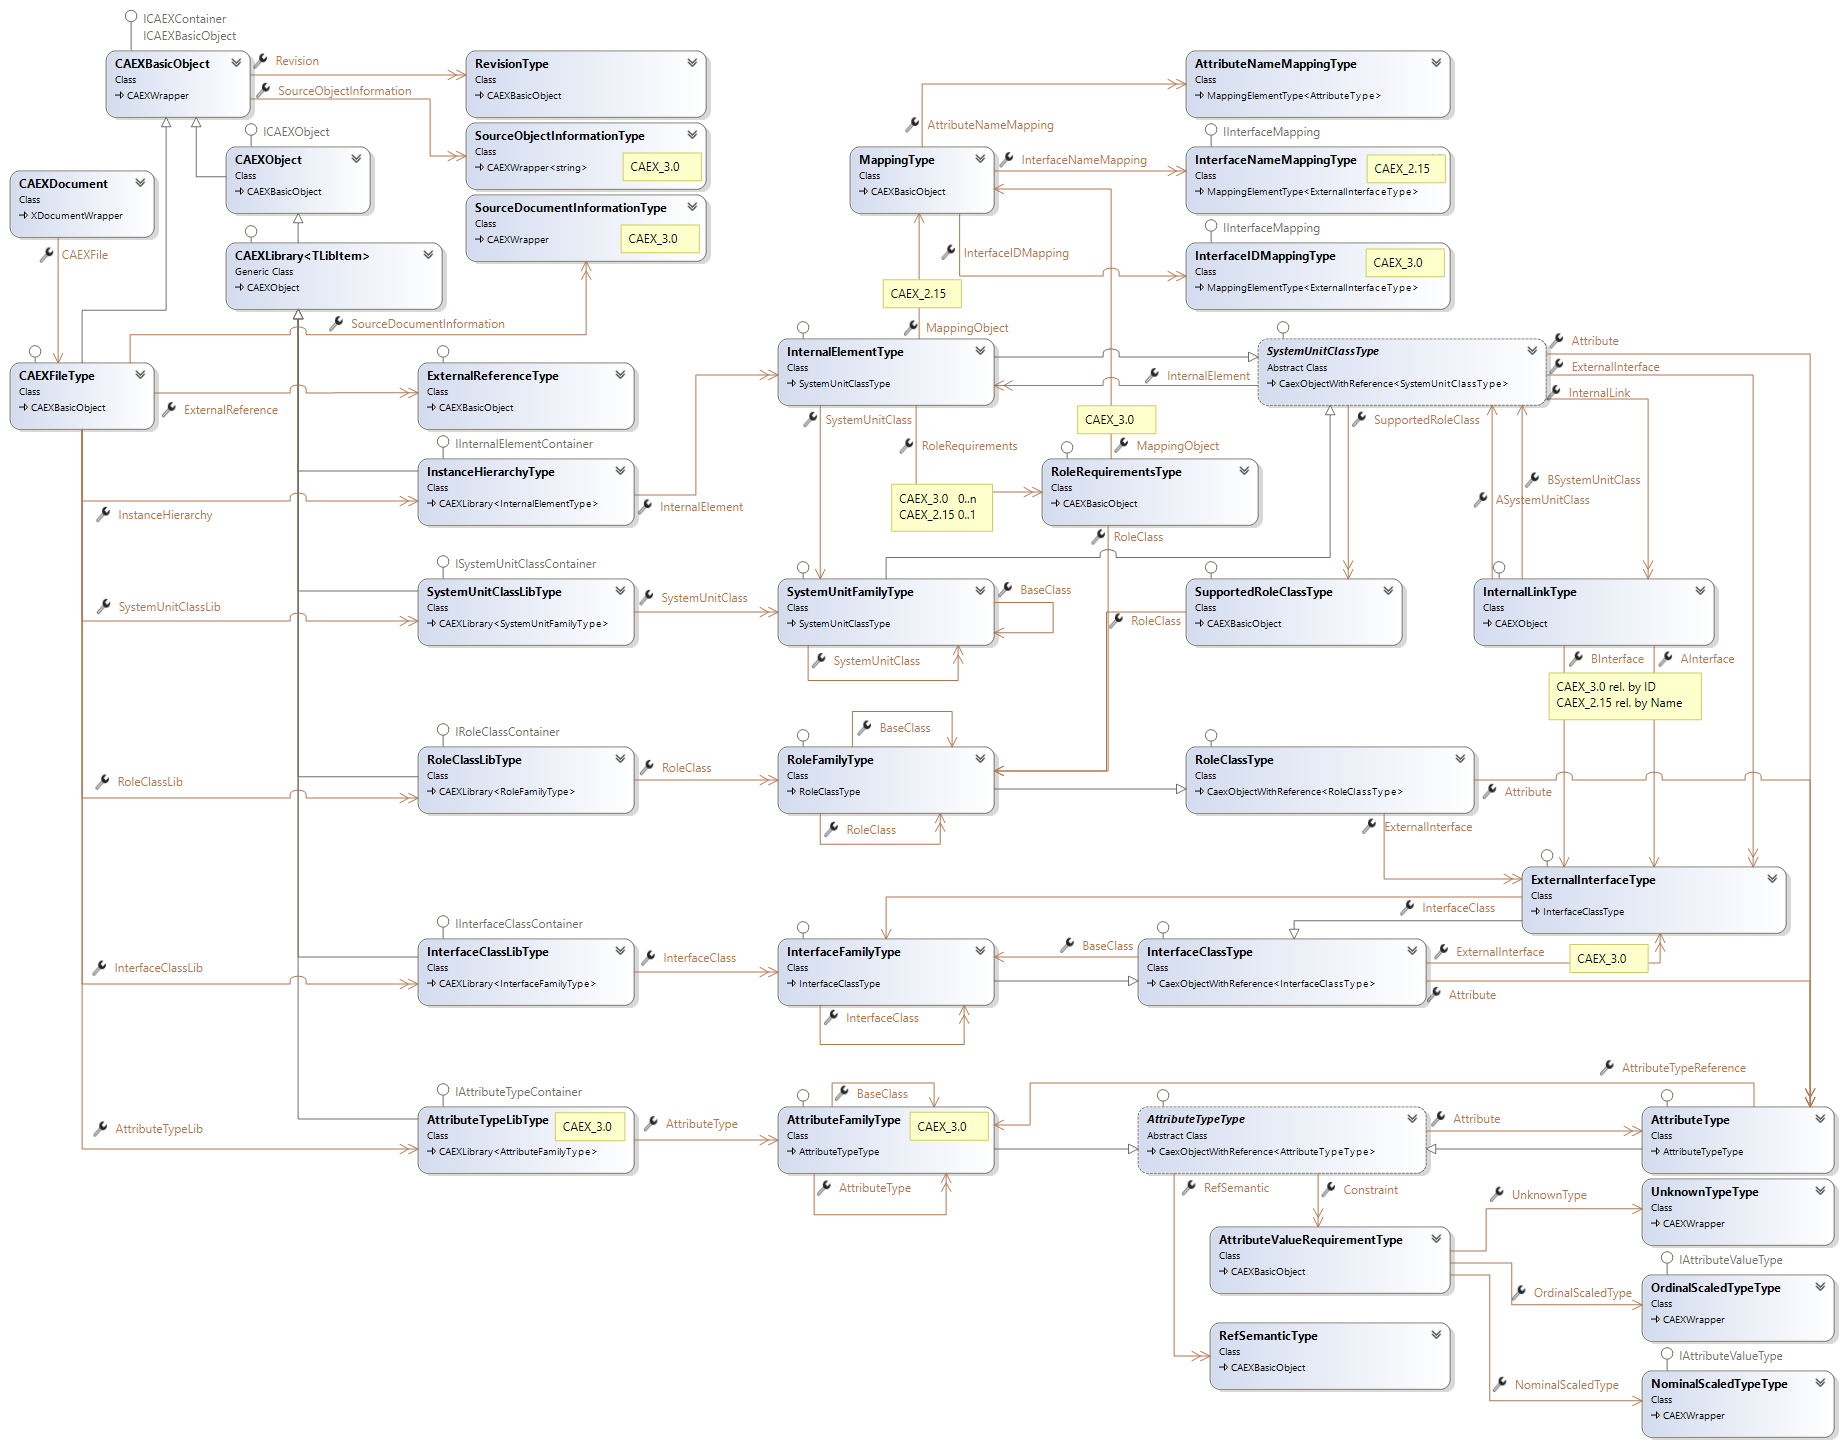 ICAEXContainer
ICAEXBasicObject
CAEXBasicObject
Class
CAEXWrapper
Revision
SourceObjectInformation
RevisionType
Class
CAEXBasicObject
SourceObjectInformationType
Class
CAEXWrapper<string>
CAEX_3.0
SourceDocumentInformationType
Class
CAEXWrapper
CAEX_3.0
ICAEXObject
CAEXObject
Class
CAEXBasicObject
CAEXDocument
Class
XDocumentWrapper
CAEXFile
CAEXLibrary<TLibItem>
Generic Class
CAEXObject
SourceDocumentInformation
CAEXFileType
Class
CAEXBasicObject
ExternalReference
ExternalReferenceType
Class
CAEXBasicObject
AttributeNameMappingType
Class
MappingElementType<AttributeType>
AttributeNameMapping
MappingType
Class
CAEXBasicObject
InterfaceNameMapping
IInterfaceMapping
InterfaceNameMappingType
Class
MappingElementType<ExternalInterfaceType>
CAEX_2.15
IInterfaceMapping
InterfaceIDMapping
InterfaceIDMappingType
Class
MappingElementType<ExternalInterfaceType>
CAEX_3.0
CAEX_2.15
MappingObject
InternalElementType
Class
SystemUnitClassType
InternalElement
SystemUnitClassType
Abstract Class
CaexObjectWithReference<SystemUnitClassType>
Attribute
ExternalInterface
InternalLink
SystemUnitClass
RoleRequirements
CAEX_3.0
MappingObject
SupportedRoleClass
IInternalElementContainer
InstanceHierarchyType
Class
CAEXLibrary<InternalElementType>
InstanceHierarchy
InternalElement
CAEX_3.0 0..n
CAEX_2.15 0..1
RoleRequirementsType
Class
CAEXBasicObject
BSystemUnitClass
ASystemUnitClass
RoleClass
ISystemUnitClassContainer
SystemUnitClassLibType
Class
CAEXLibrary<SystemUnitFamilyType>
SystemUnitClassLib
SystemUnitClass
SystemUnitFamilyType
Class
SystemUnitClassType
BaseClass
SystemUnitClass
RoleClass
SupportedRoleClassType
Class
CAEXBasicObject
InternalLinkType
Class
CAEXObject
BInterface
AInterface
CAEX_3.0 rel. by ID
CAEX_2.15 rel. by Name
IRoleClassContainer
RoleClassLibType
Class
CAEXLibrary<RoleFamilyType>
RoleClassLib
RoleClass
BaseClass
RoleFamilyType
Class
RoleClassType
RoleClass
RoleClassType
Class
CaexObjectWithReference<RoleClassType>
Attribute
ExternalInterface
ExternalInterfaceType
Class
InterfaceClassType
InterfaceClass
IInterfaceClassContainer
InterfaceClassLibType
Class
CAEXLibrary<InterfaceFamilyType>
InterfaceClassLib
InterfaceClass
InterfaceFamilyType
Class
InterfaceClassType
InterfaceClass
BaseClass
InterfaceClassType
Class
CaexObjectWithReference<InterfaceClassType>
ExternalInterface
CAEX_3.0
Attribute
AttributeTypeReference
IAttributeTypeContainer
AttributeTypeLibType
Class
CAEXLibrary<AttributeFamilyType>
CAEX_3.0
AttributeTypeLib
AttributeType
BaseClass
AttributeFamilyType
Class
AttributeTypeType
CAEX_3.0
AttributeType
AttributeTypeType
Abstract Class
CaexObjectWithReference<AttributeTypeType>
Attribute
AttributeType
Class
AttributeTypeType
RefSemantic
Constraint
UnknownType
UnknownTypeType
Class
CAEXWrapper
AttributeValueRequirementType
Class
CAEXBasicObject
IAttributeValueType
OrdinalScaledType
OrdinalScaledTypeType
Class
CAEXWrapper
RefSemanticType
Class
CAEXBasicObject
IAttributeValueType
NominalScaledType
NominalScaledTypeType
Class
CAEXWrapper